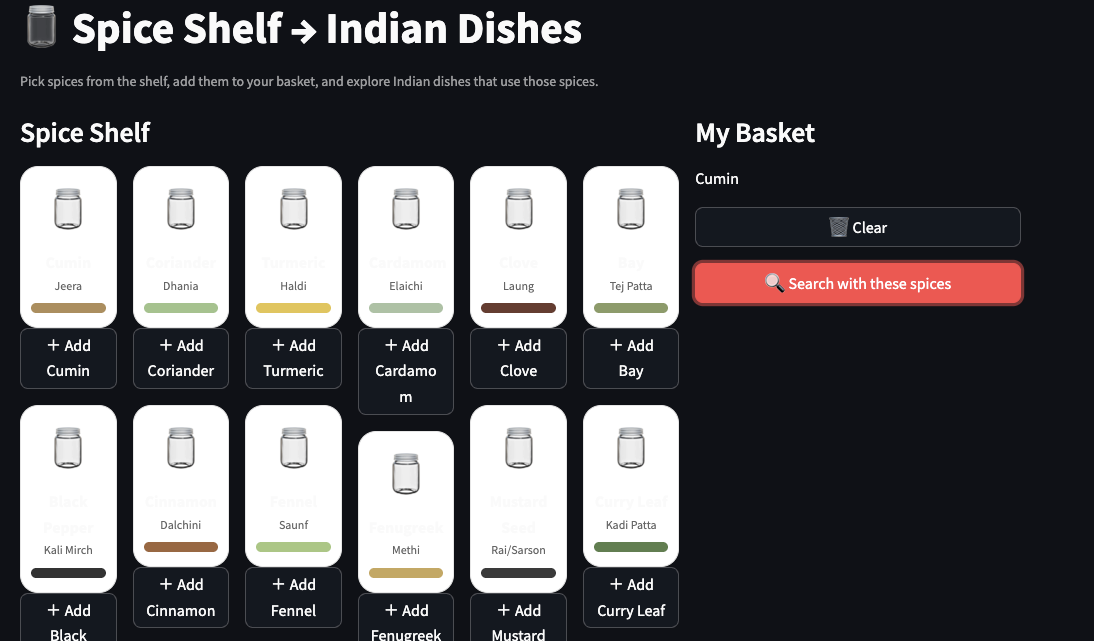 Spice Shelf → Indian Dishes
Pick spices from the shelf, add them to your basket, and explore Indian dishes that use those spices.
Spice Shelf
My Basket
Cumin
Clear
Search with these spices
Cumin
Jeera
Coriander
Dhania
Turmeric
Haldi
Cardamom
Elaichi
Clove
Laung
Bay
Tej Patta
+ Add
Cumin
+ Add
Coriander
+ Add
Turmeric
+ Add
Cardamo
m
+ Add
Clove
+ Add
Bay
Black
Pepper
Kali Mirch
Cinnamon
Dalchini
Fennel
Saunf
Fenugreek
Methi
Mustard
Seed
Rai/Sarson
Curry Leaf
Kadi Patta
+ Add
Black
+ Add
Cinnamon
+ Add
Fennel
+ Add
Fenugreek
+ Add
Mustard
+ Add
Curry Leaf